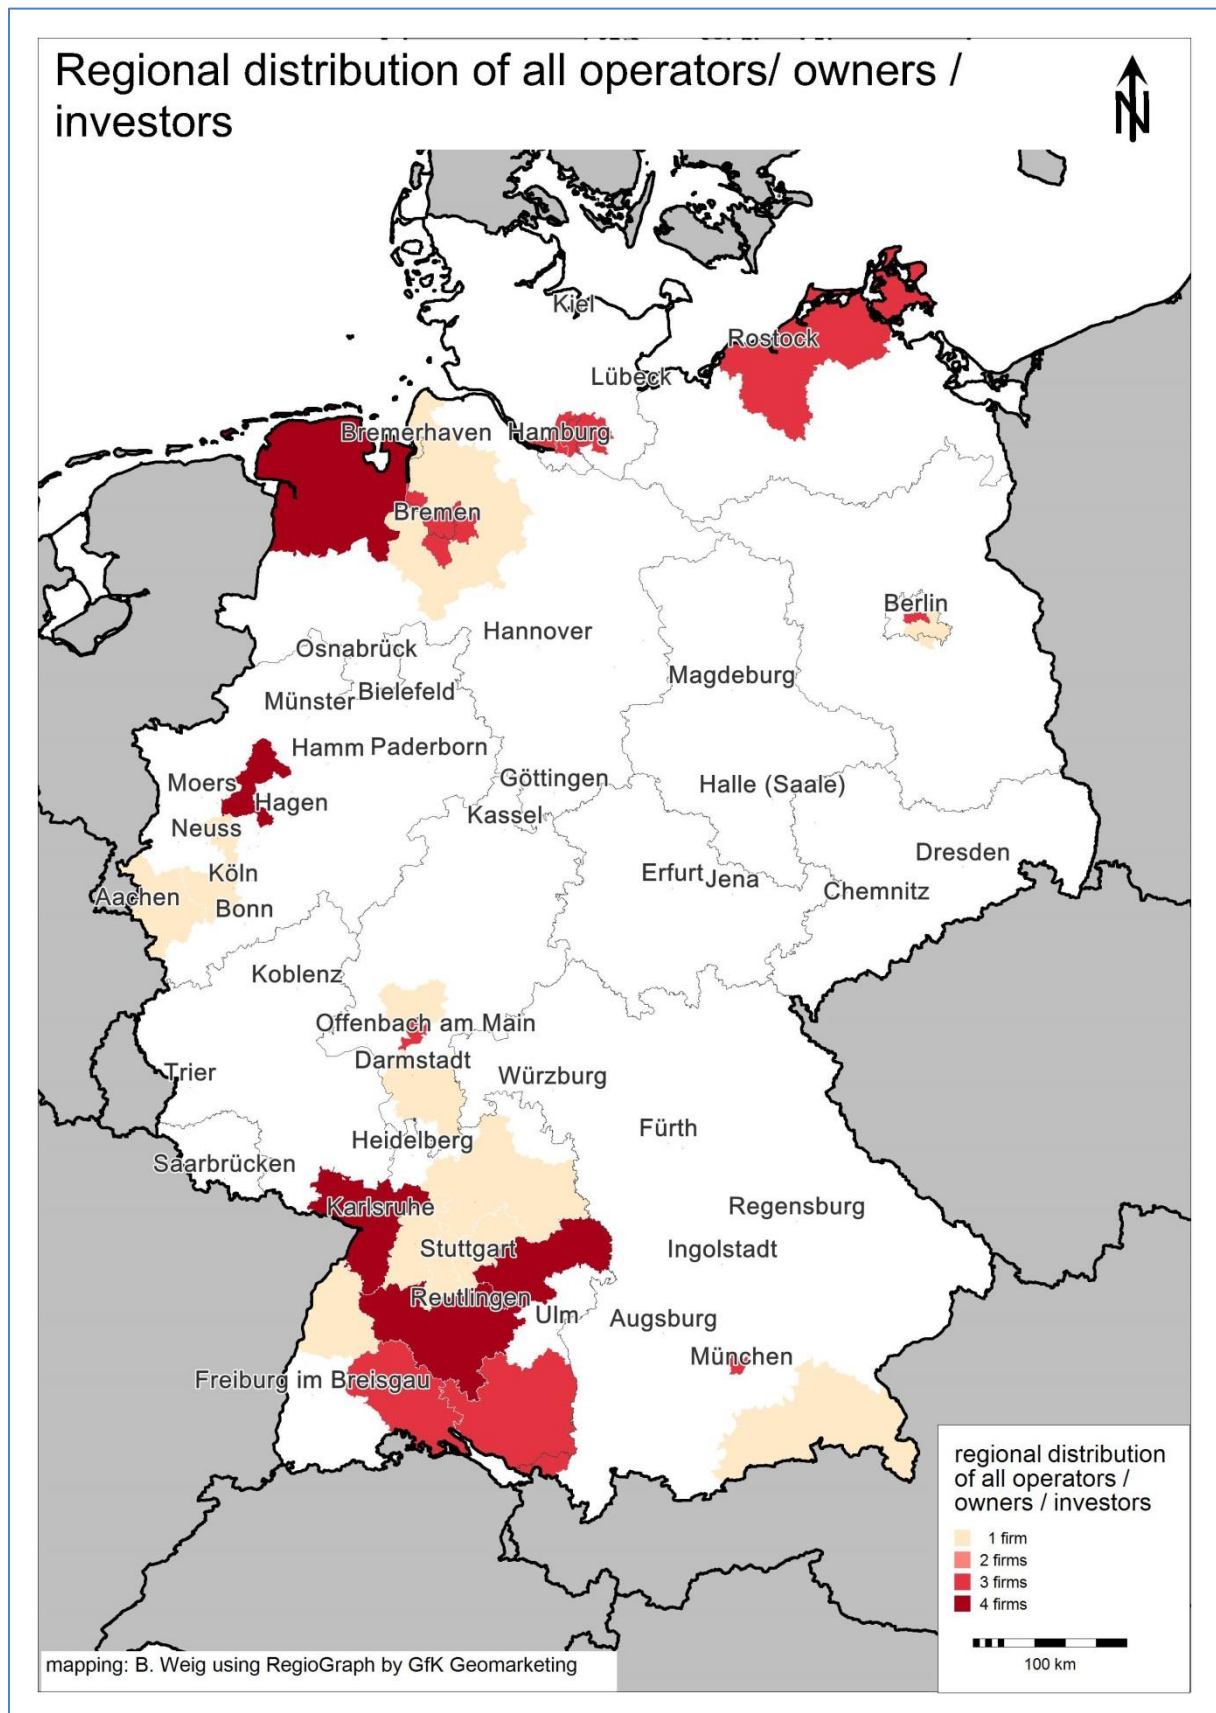 Regional distribution of all operators/ owners /
investors
N
Kiel
Rostock
Lübeck
Bremerhaven
Hamburg
Bremen
Berlin
Hannover
Osnabrück
Magdeburg
Münster
Bielefeld
Hamm
Paderborn
Moers
Göttingen
Halle (Saale)
Hagen
Kassel
Neuss
Dresden
Köln
Erfurt
Jena
Chemnitz
Aachen
Bonn
Koblenz
Offenbach am Main
Darmstadt
Trier
Würzburg
Fürth
Heidelberg
Saarbrücken
Karlsruhe
Regensburg
Stuttgart
Ingolstadt
Reutlingen
Ulm
Augsburg
München
Freiburg im Breisgau
regional distribution
of all operators /
owners / investors
1 firm
2 firms
3 firms
4 firms
100 km
mapping: B. Weig using RegioGraph by GfK Geomarketing